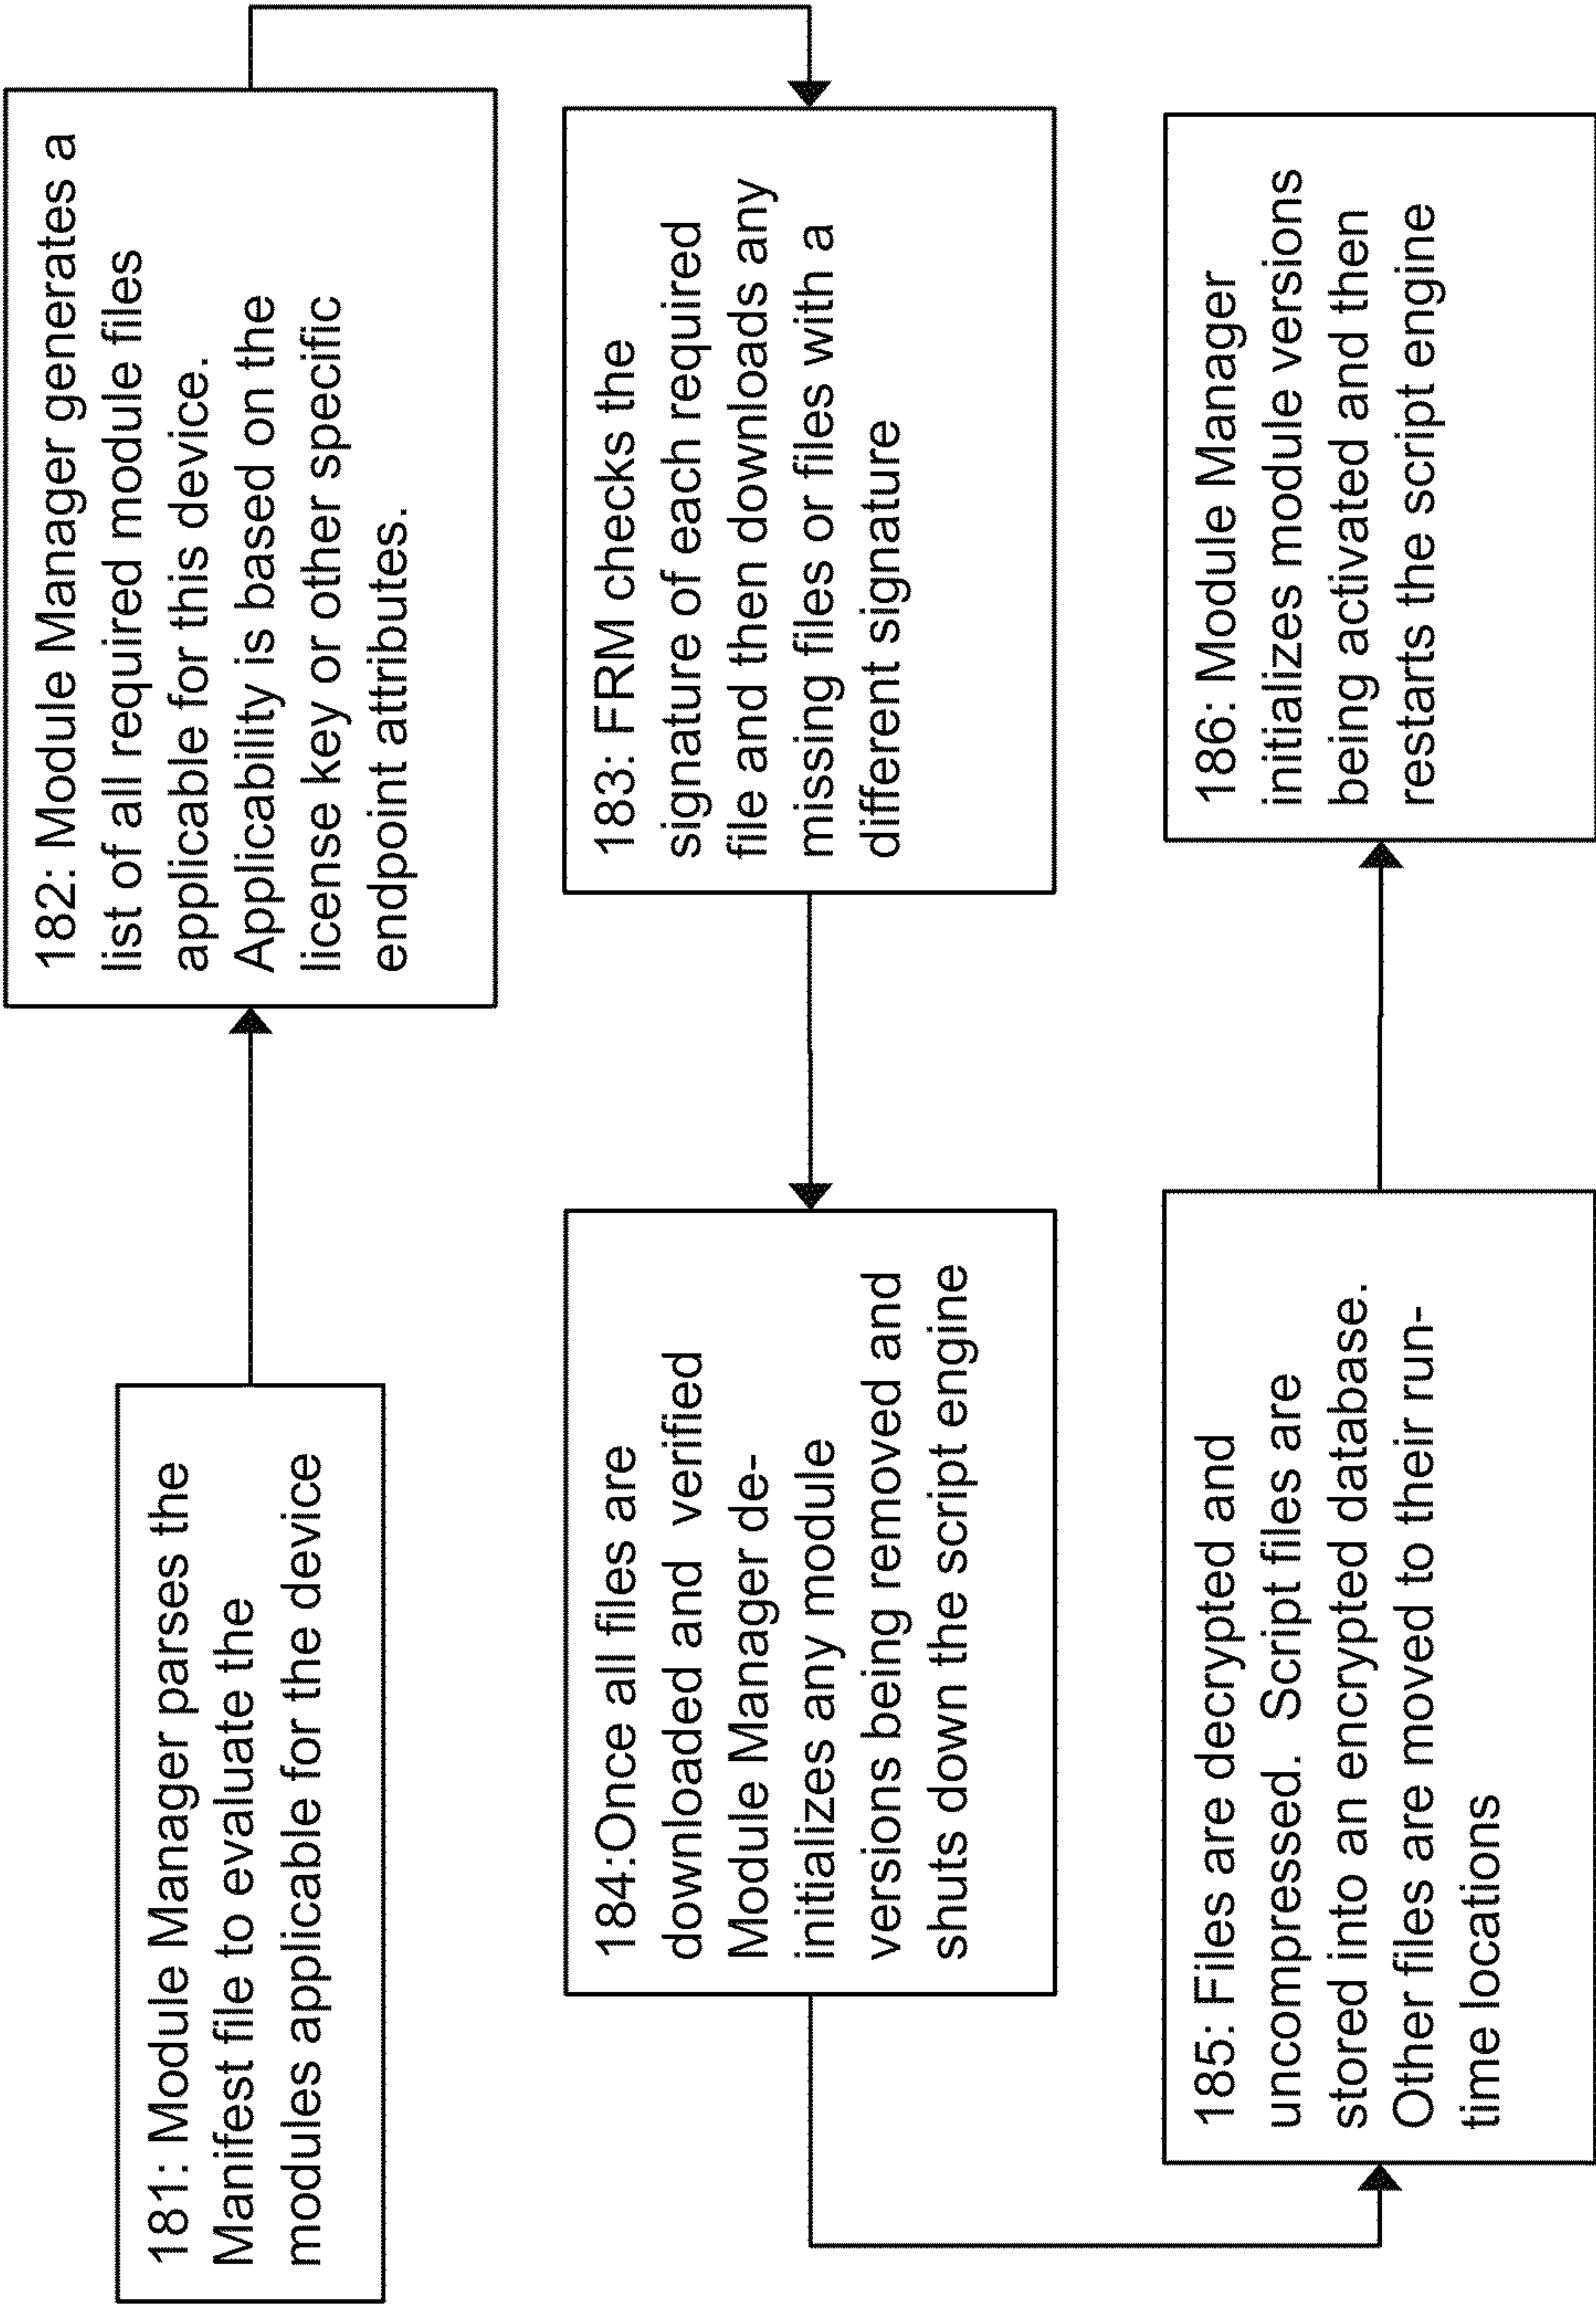 181: Module Manager parses the
Manifest file to evaluate the
modules applicable for the device
182: Module Manager generates a
list of all required module files
applicable for this device.
Applicability is based on the
license key or other specific
endpoint attributes.
183: FRM checks the
signature of each required
file and then downloads any
missing files or files with a
different signature
184:Once all files are
downloaded and verified
Module Manager de-
initializes any module
versions being removed and
shuts down the script engine
185: Files are decrypted and
uncompressed. Script files are
stored into an encrypted database.
Other files are moved to their run-
time locations
186: Module Manager
initializes module versions
being activated and then
restarts the script engine